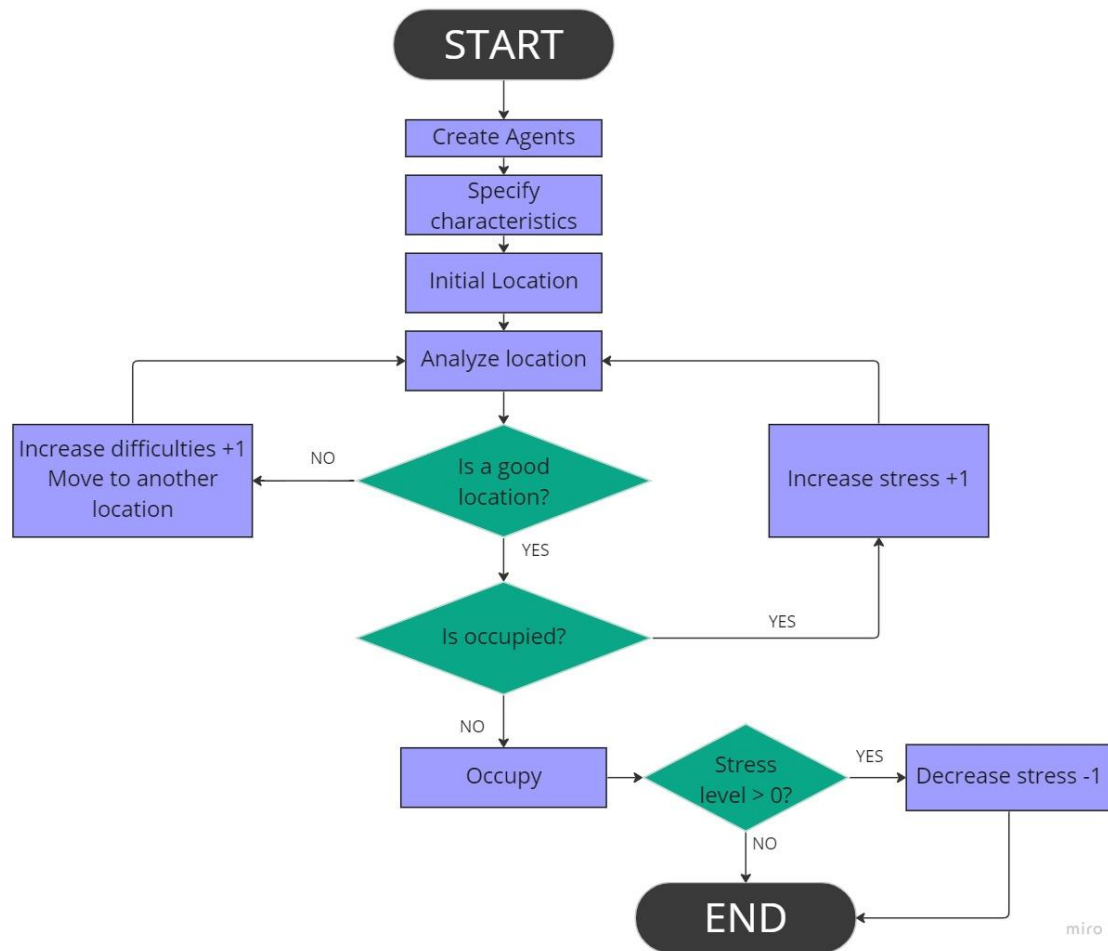 START
Create Agents
Specify
characteristics
Initial Location
Analyze location
Increase difficulties +1
Move to another
location
NO
Is a good
location?
Increase stress +1
YES
Is occupied?
YES
NO
Occupy
Stress
level > 0?
YES
Decrease stress -1
NO
END
miro